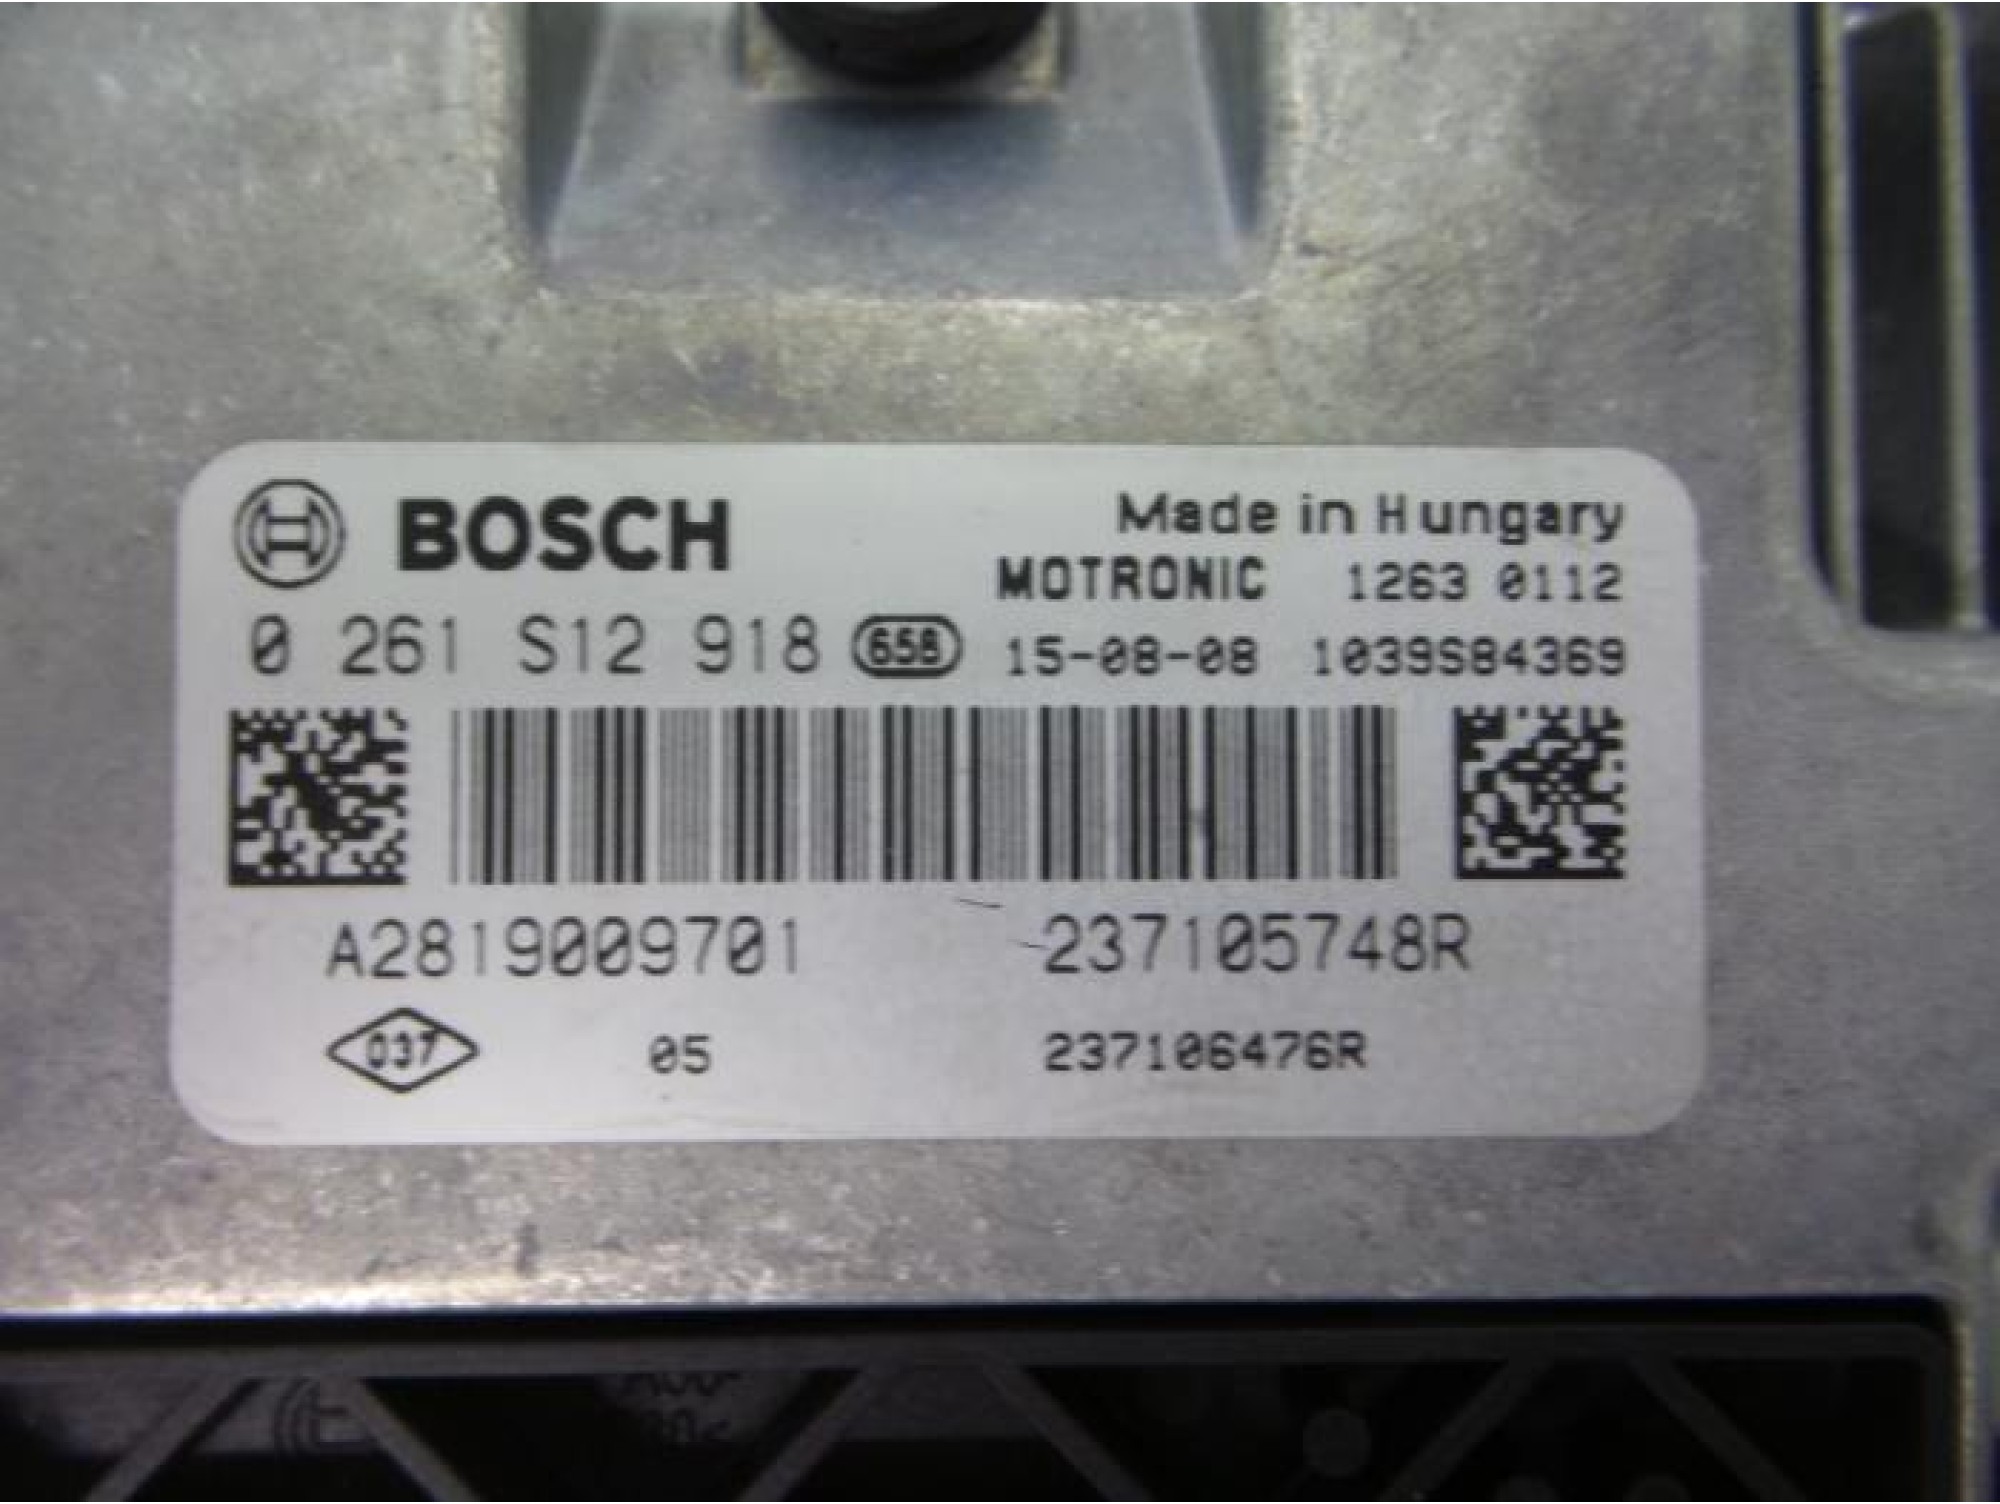 BOSCH
Made in Hungary
MOTRONIC 1263 0112
0 261 S12 918 658 15-08-08 1039S84369
A2819009701 237105748R
037 05 237106476R